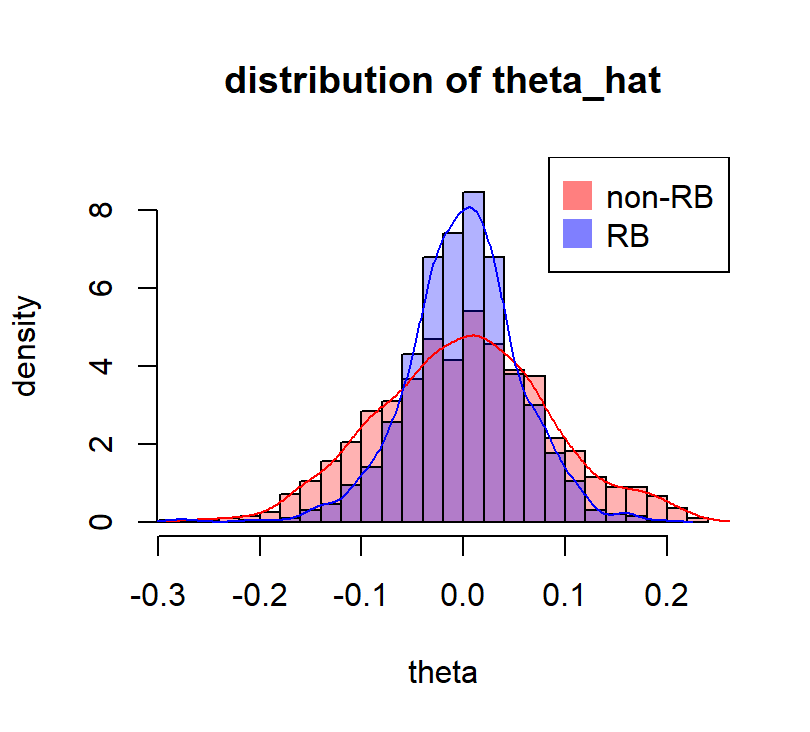 distribution of theta_hat
non-RB
RB
density
8
6
4
2
0
-0.3 -0.2 -0.1 0.0 0.1 0.2
theta